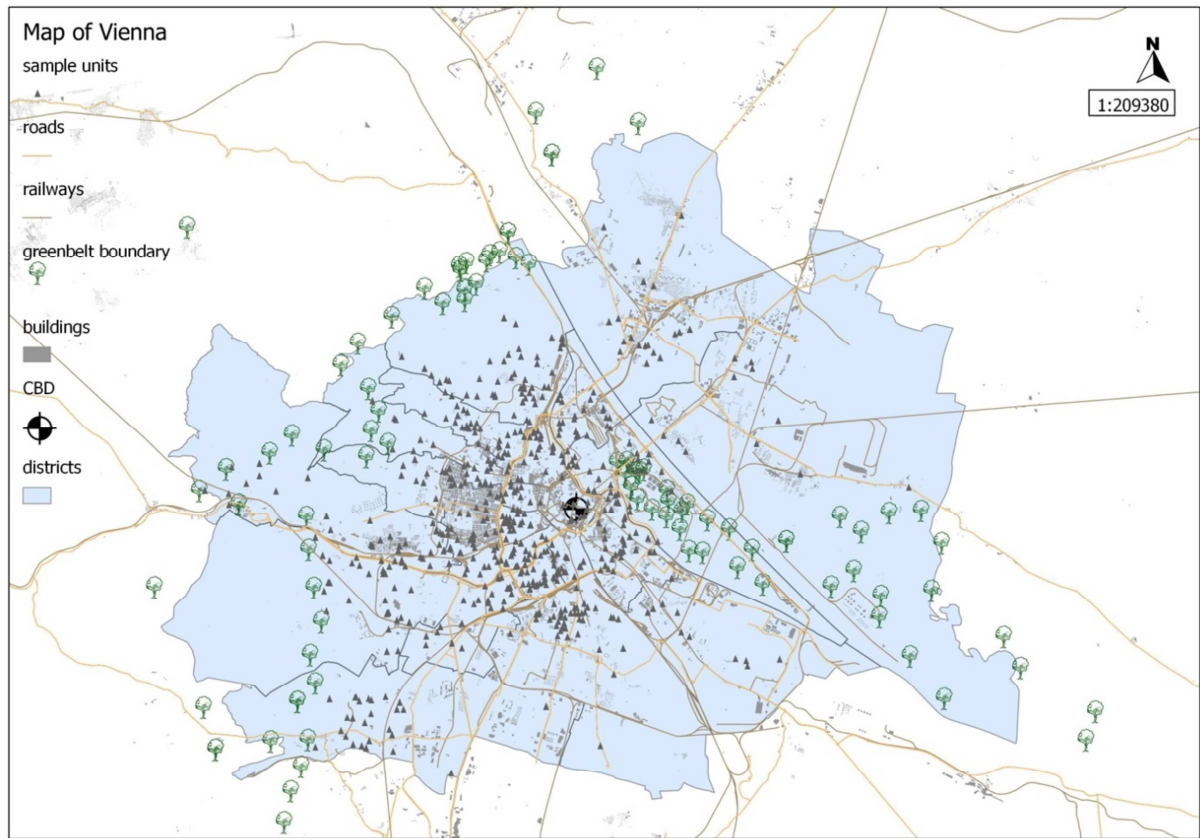 Map of Vienna
sample units
roads
railways
greenbelt boundary
buildings
CBD
districts
N
1:209380